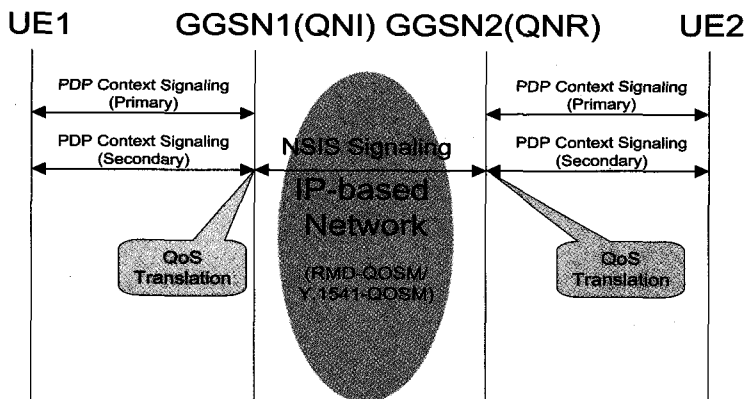 UE1 GGSN1(QNI) GGSN2(QNR) UE2
PDP Context Signaling
(Primary)
PDP Context Signaling
(Primary)
PDP Context Signaling
(Secondary)
NSIS Signaling
PDP Context Signaling
(Secondary)
IP-based
Network
(RMD-QOSM/
Y.1541-QOSM)
QoS
Translation
QoS
Translation